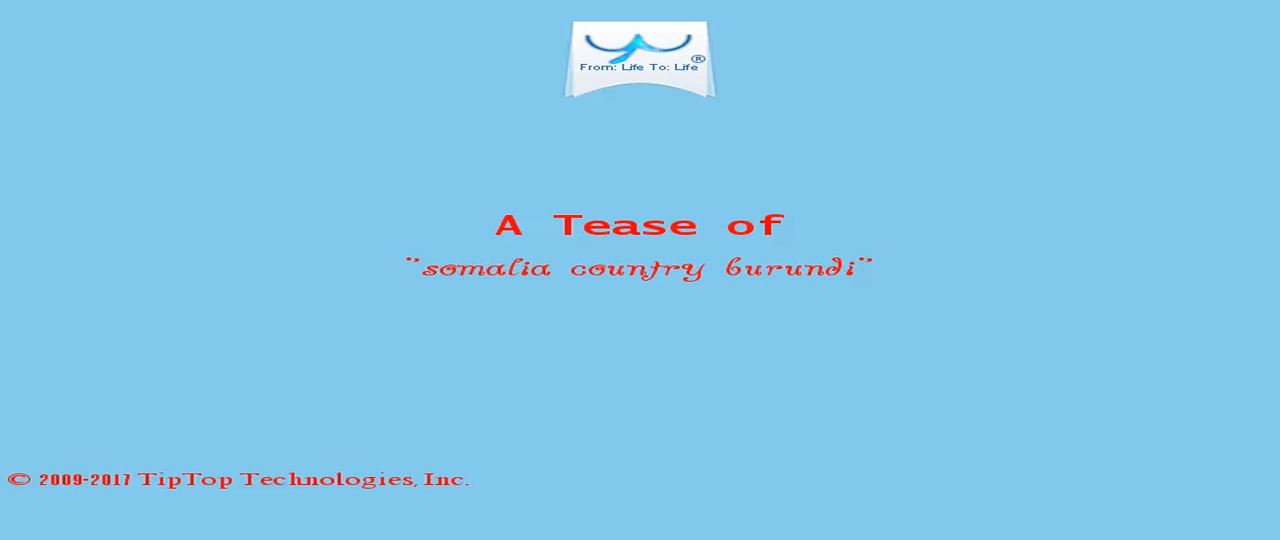 From: Life To: Life®
A Tease of
"somalia country burundi"
© 2009-2017 TipTop Technologies, Inc.